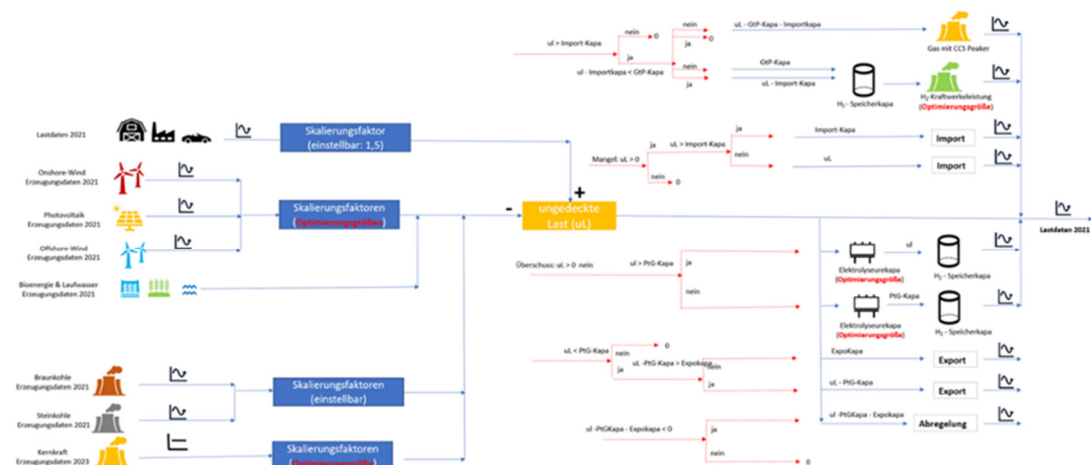 Lastdaten 2021
Skalierungsfaktor
(einstellbar: 1,5)
Onshore-Wind
Erzeugungsdaten 2021
Photovoltaik
Erzeugungsdaten 2021
Skalierungsfaktoren
(Optimierungsgrößen)
Offshore-Wind
Erzeugungsdaten 2021
Bioenergie & Laufwasser
Erzeugungsdaten 2021
Braunkohle
Erzeugungsdaten 2021
Skalierungsfaktoren
(einstellbar)
Steinkohle
Erzeugungsdaten 2021
Kernkraft
Erzeugungsdaten 2023
Skalierungsfaktoren
(Optimierungsgröße)
-
+
ungedeckte
Last (uL)
ul > Import-Kapa
nein
0
ja
ul - Importkapa < GtP-Kapa
nein
0
ja
nein
ja
uL - GtP-Kapa - Importkapa
Gas mit CCS Peaker
GtP-Kapa
uL - Import-Kapa
H₂ - Speicherkapa
H₂-Kraftwerkeleistung
(Optimierungsgröße)
Mangel: uL > 0
ja
nein
0
uL > Import-Kapa
ja
nein
Import-Kapa
Import
uL
Import
Lastdaten 2021
Überschuss: uL > 0 nein
ul > PtG-Kapa
ja
nein
ul
Elektrolyseurekapa
(Optimierungsgröße)
H₂ - Speicherkapa
PtG-Kapa
Elektrolyseurekapa
(Optimierungsgröße)
H₂ - Speicherkapa
uL < PtG-Kapa
0
nein
ja
uL -PtG-Kapa > Expokapa
nein
ja
ExpoKapa
Export
uL - PtG-Kapa
Export
ul -PtGKapa - Expokapa < 0
ja
nein
0
ul -PtGKapa - Expokapa
Abregelung